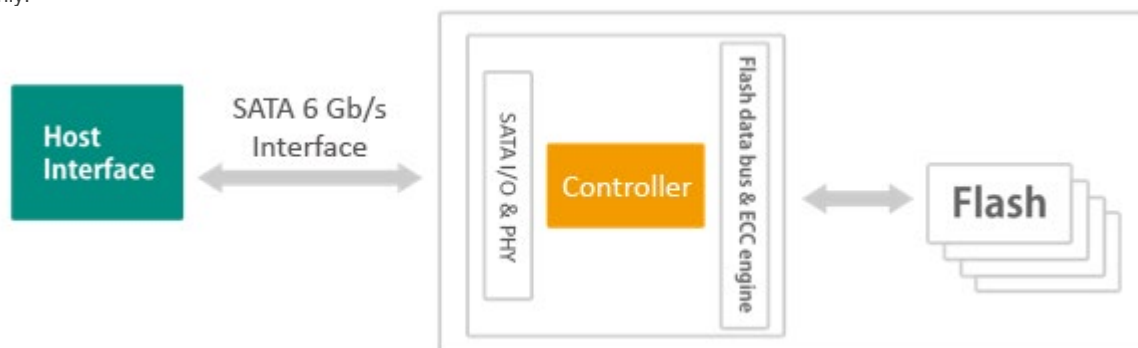 SATA 6 Gb/s
Interface
Host
Interface
SATA I/O & PHY
Controller
Flash data bus & ECC engine
Flash